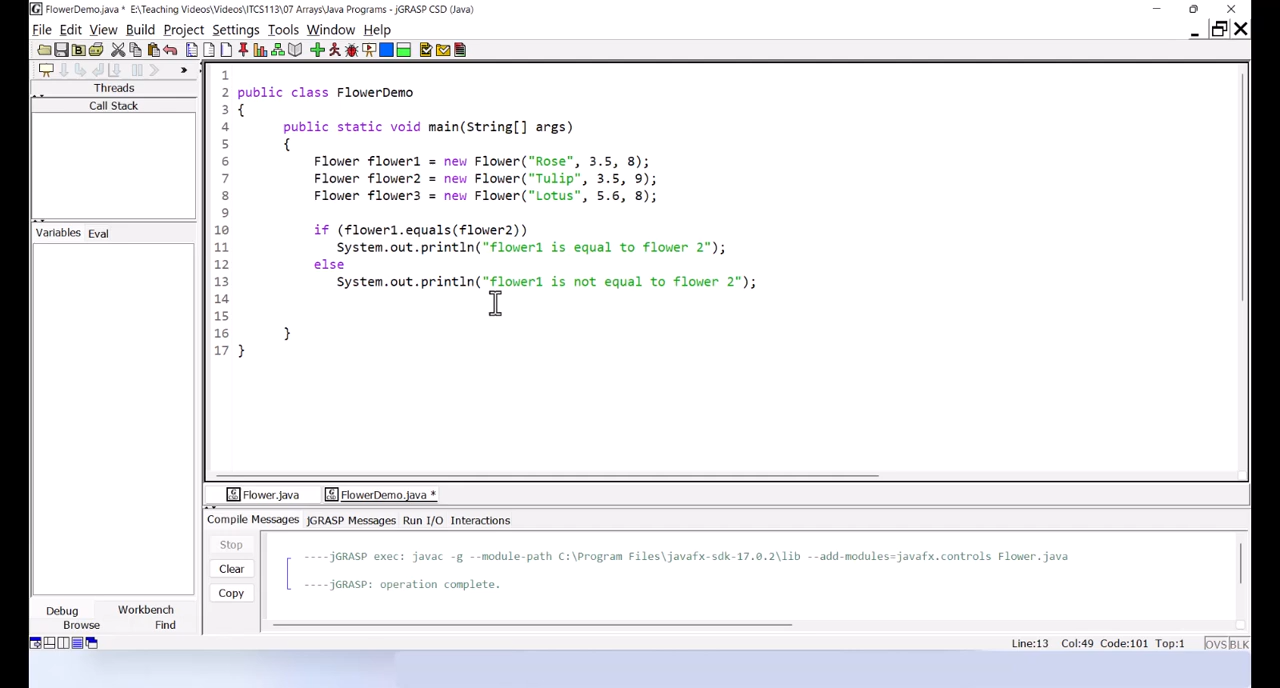 FlowerDemo.java * E:\Teaching Videos\Videos\ITCS113\07 Arrays\Java Programs - jGRASP CSD (Java)
File Edit View Build Project Settings Tools Window Help
Threads
Call Stack
Variables Eval
1
2 public class FlowerDemo
3 {
4 public static void main(String[] args)
5 {
6 Flower flower1 = new Flower("Rose", 3.5, 8);
7 Flower flower2 = new Flower("Tulip", 3.5, 9);
8 Flower flower3 = new Flower("Lotus", 5.6, 8);
9
10 if (flower1.equals(flower2))
11 System.out.println("flower1 is equal to flower 2");
12 else
13 System.out.println("flower1 is not equal to flower 2");
14
15
16 }
17 }
Flower.java FlowerDemo.java *
Compile Messages jGRASP Messages Run I/O Interactions
Stop
Clear
Copy
----jGRASP exec: javac -g --module-path C:\Program Files\javafx-sdk-17.0.2\lib --add-modules=javafx.controls Flower.java
----jGRASP: operation complete.
Debug Workbench
Browse Find
Line:13 Col:49 Code:101 Top:1 OVS BLK